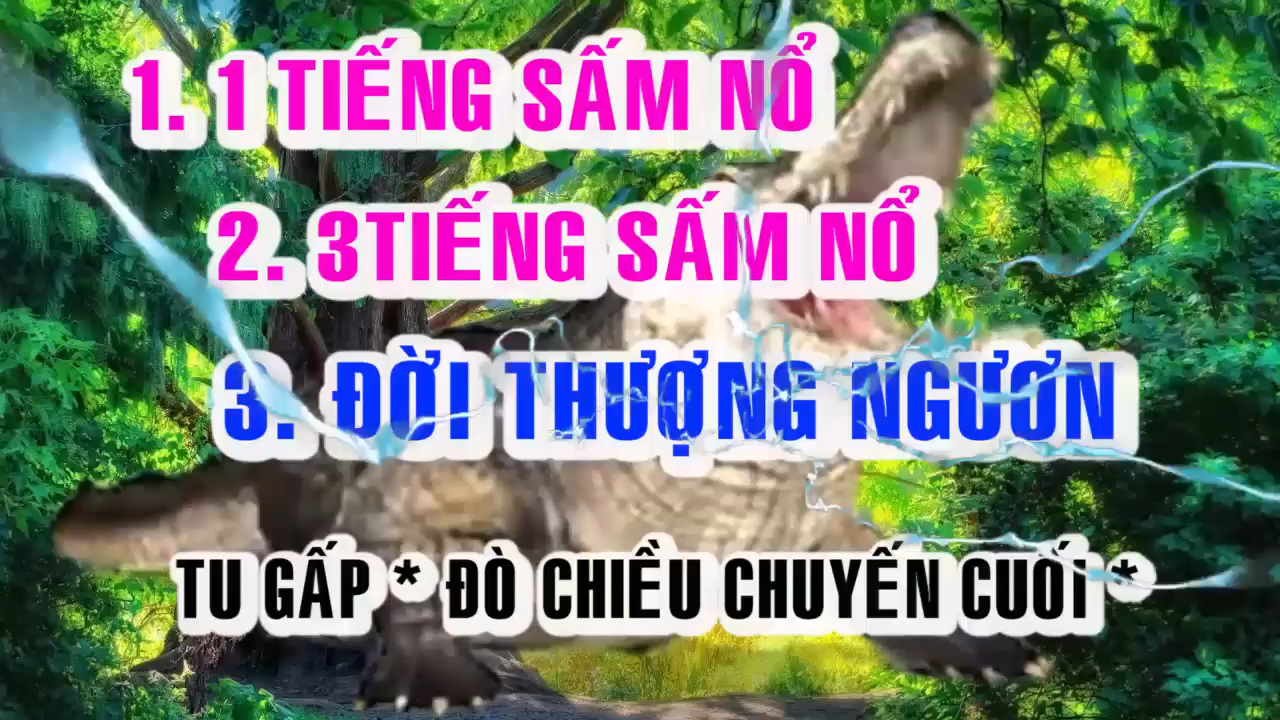 1. 1 TIẾNG SẤM NỔ
2. 3TIẾNG SẤM NỔ
3. ĐỜI THƯỢNG NGƯƠN
TU GẤP * ĐÒ CHIỀU CHUYẾN CUỐI *